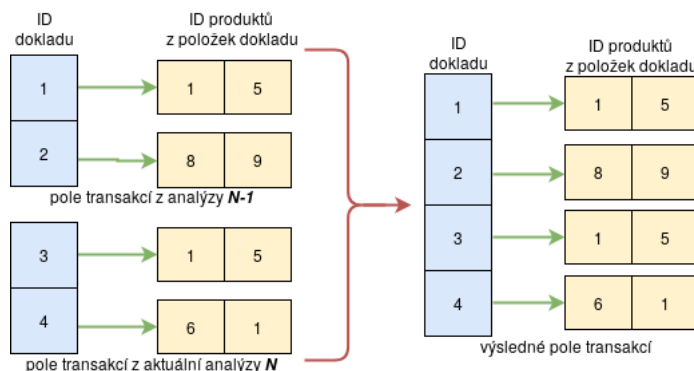 ID
dokladu
ID produktů
z položek dokladu
1
1 5
2
8 9
pole transakcí z analýzy N-1
3
1 5
4
6 1
pole transakcí z aktuální analýzy N
ID
dokladu
ID produktů
z položek dokladu
1
1 5
2
8 9
3
1 5
4
6 1
výsledné pole transakcí